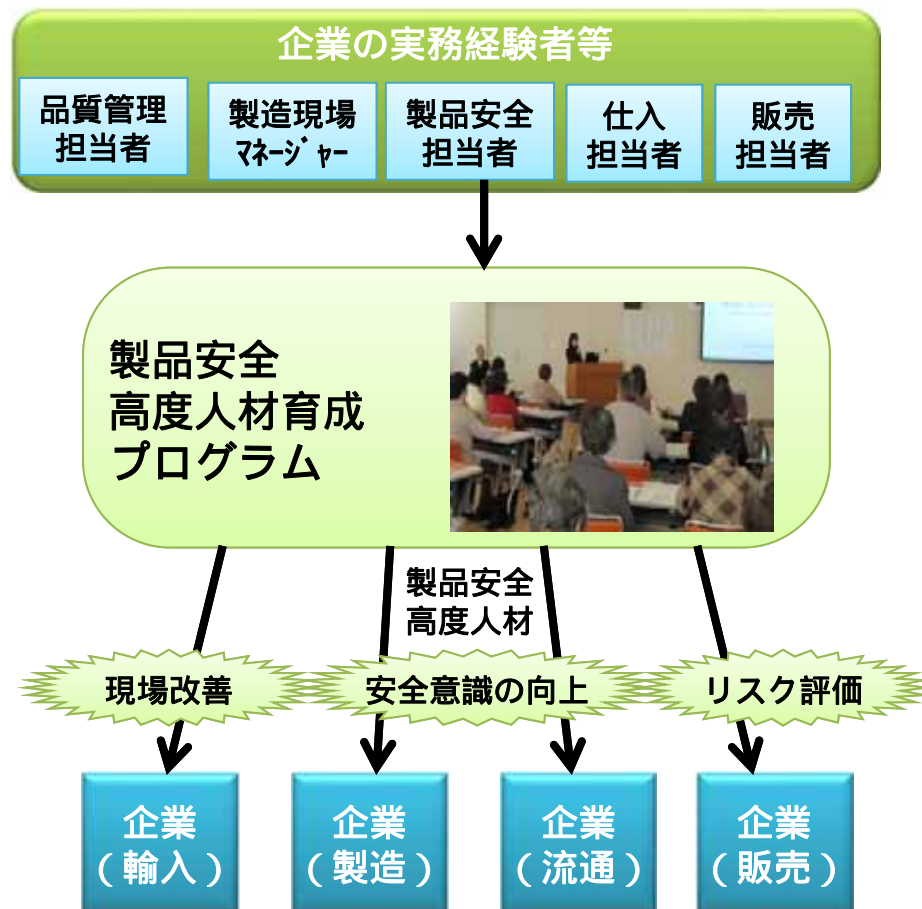 企業の実務経験者等
品質管理
担当者
製造現場
ﾏﾈｰｼﾞｬｰ
製品安全
担当者
仕入
担当者
販売
担当者
製品安全
高度人材育成
プログラム
製品安全
高度人材
現場改善
安全意識の向上
リスク評価
企業
（輸入）
企業
（製造）
企業
（流通）
企業
（販売）